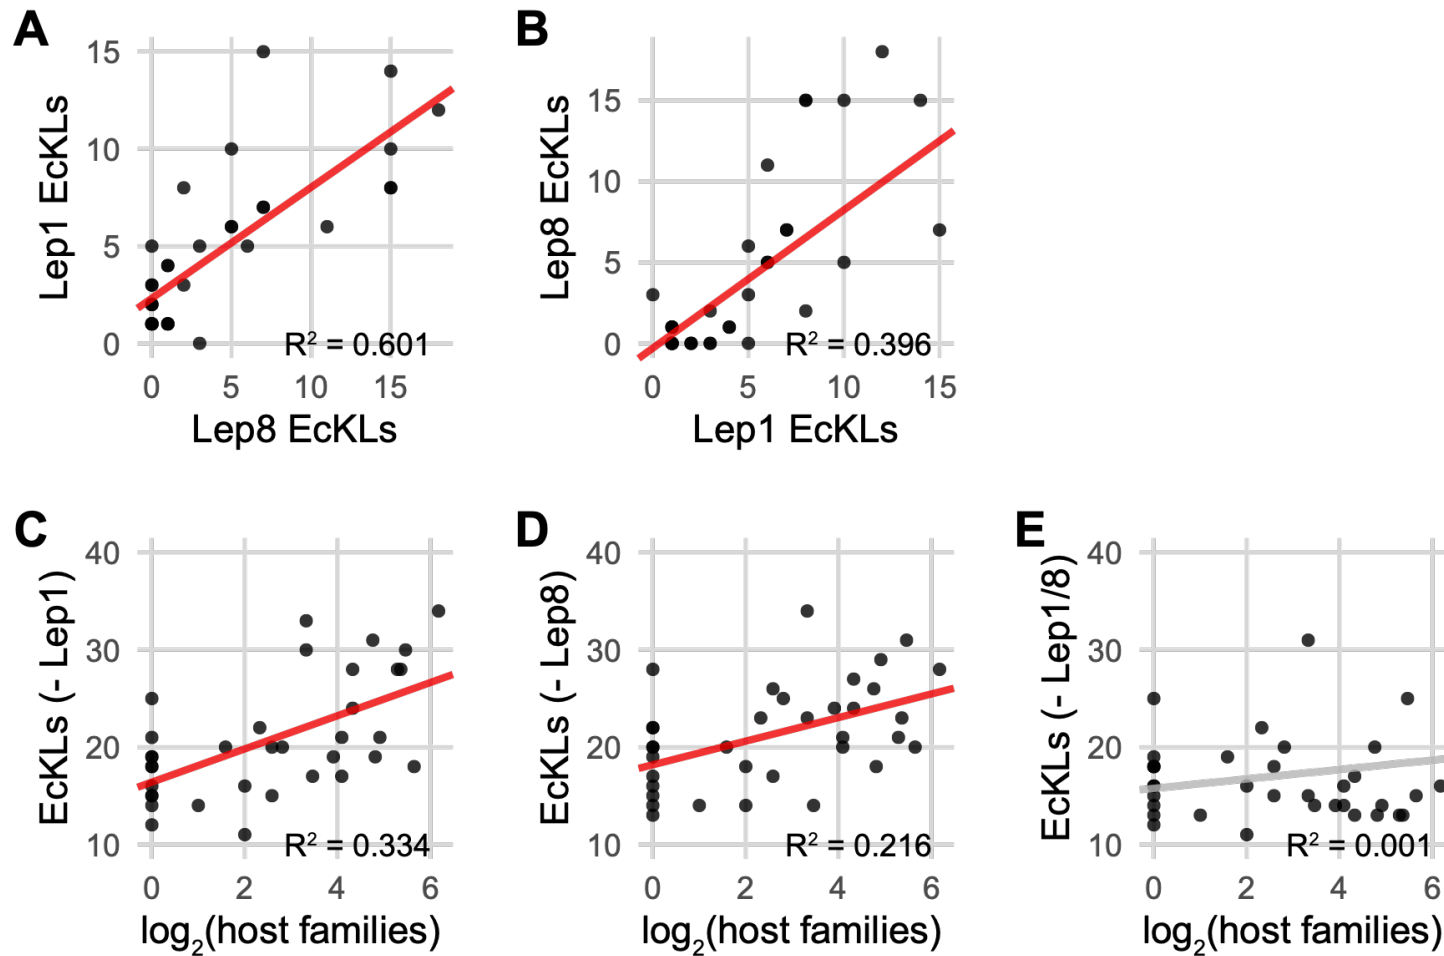 A
Lep1 EcKLs
15
10
5
0
R² = 0.601
0 5 10 15
Lep8 EcKLs
B
Lep8 EcKLs
15
10
5
0
R² = 0.396
0 5 10 15
Lep1 EcKLs
C
EcKLs (- Lep1)
40
30
20
10
R² = 0.334
0 2 4 6
log₂(host families)
D
EcKLs (- Lep8)
40
30
20
10
R² = 0.216
0 2 4 6
log₂(host families)
E
EcKLs (- Lep1/8)
40
30
20
10
R² = 0.001
0 2 4 6
log₂(host families)